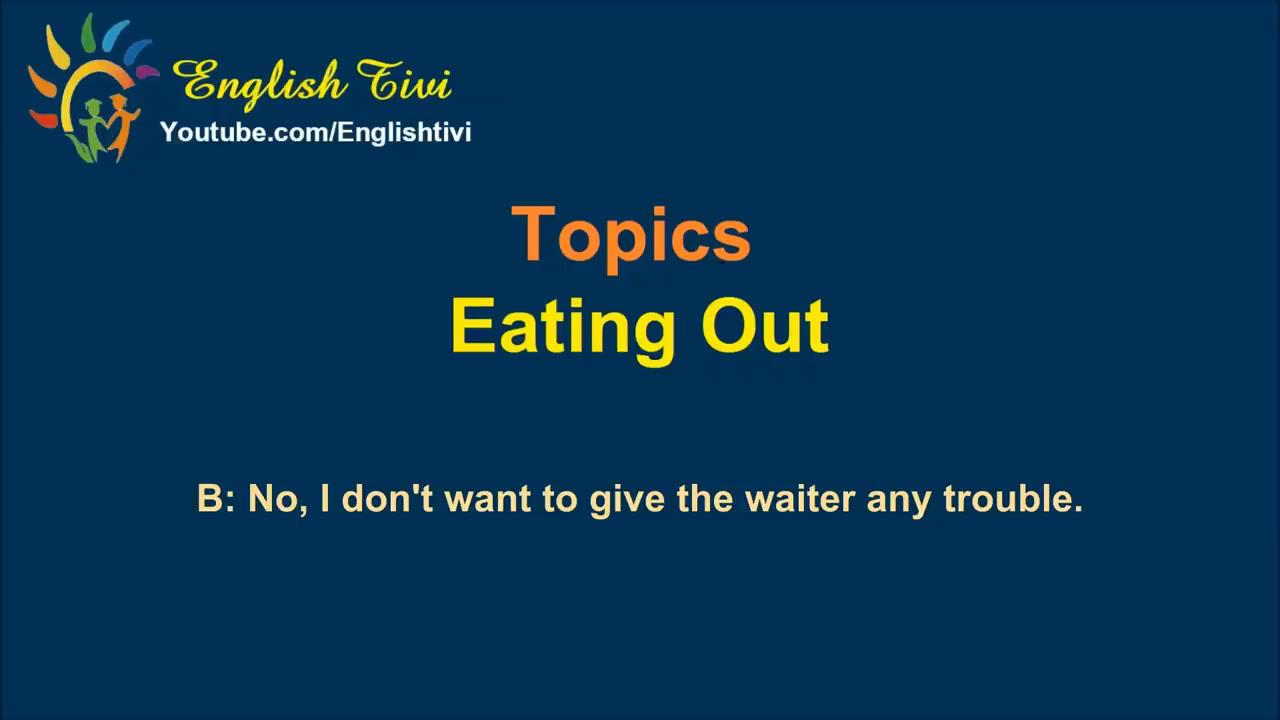 English Tivi
Youtube.com/Englishtivi
Topics
Eating Out
B: No, I don't want to give the waiter any trouble.